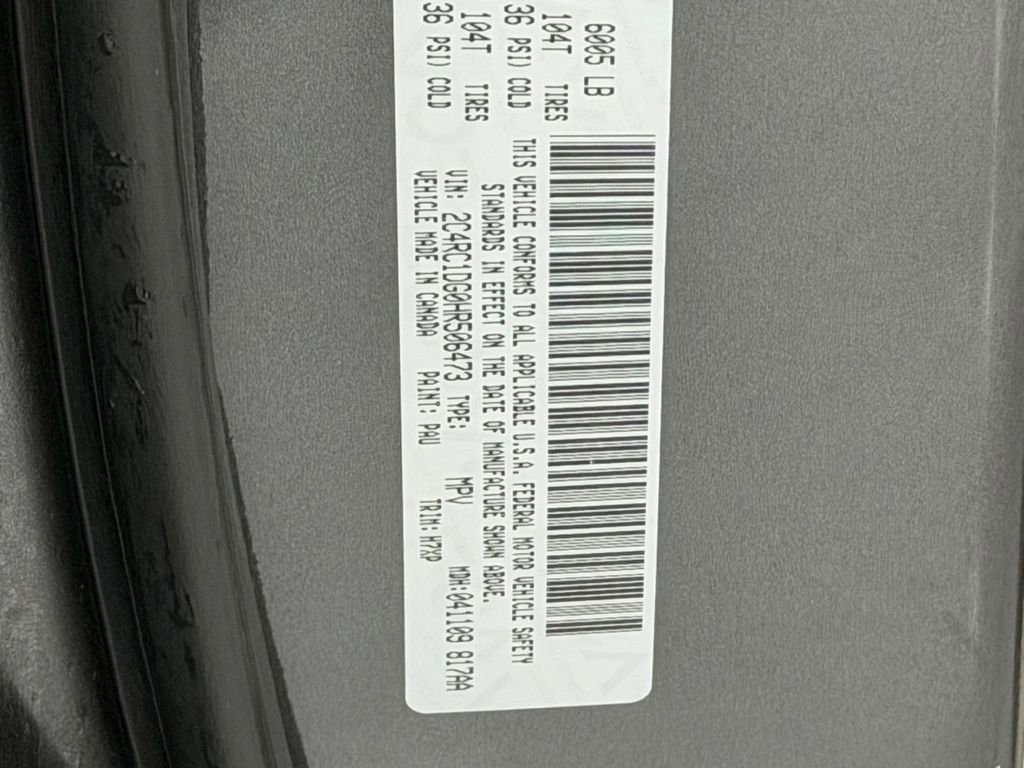 6005 LB
104T TIRES
36 PSI) COLD
104T TIRES
36 PSI) COLD
THIS VEHICLE CONFORMS TO ALL APPLICABLE U.S.A. FEDERAL MOTOR VEHICLE SAFETY
STANDARDS IN EFFECT ON THE DATE OF MANUFACTURE SHOWN ABOVE.
VIN: 2C4RC1DG0HR506473 TYPE: MPV MDH:041109 817AA
VEHICLE MADE IN CANADA PAINT: PAU TRIM: H7X9